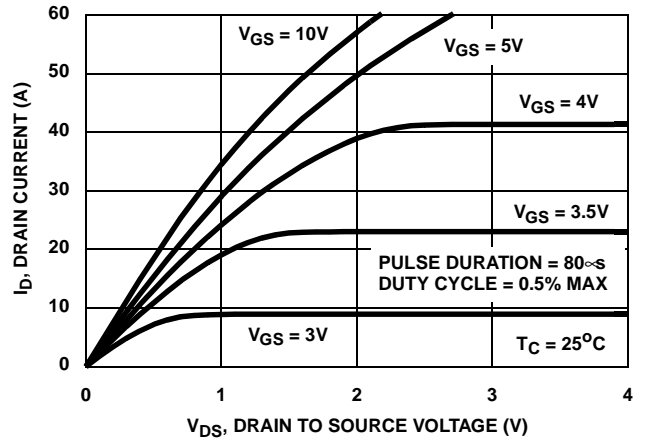 60
50
40
30
20
10
0
I_D, DRAIN CURRENT (A)
V_GS = 10V
V_GS = 5V
V_GS = 4V
V_GS = 3.5V
PULSE DURATION = 80∝s
DUTY CYCLE = 0.5% MAX
V_GS = 3V
T_C = 25°C
0 1 2 3 4
V_DS, DRAIN TO SOURCE VOLTAGE (V)